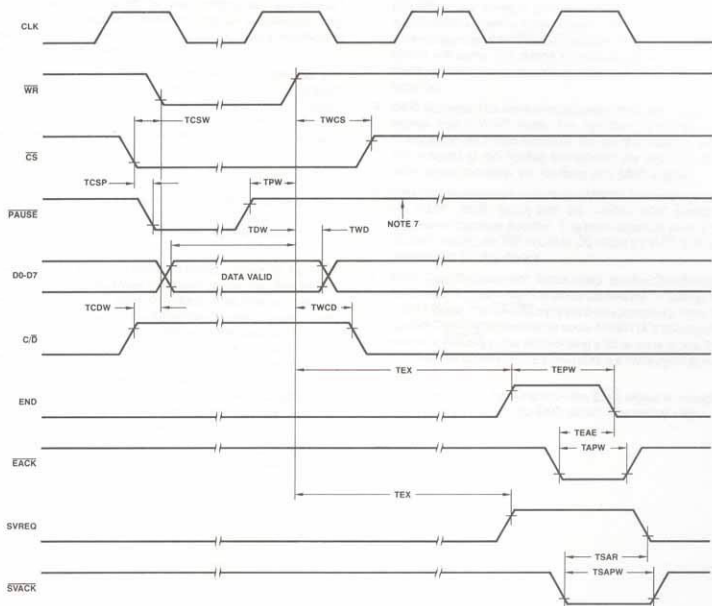 CLK
WR
TCSW
TWCS
CS
TCSP
TPW
PAUSE
NOTE 7
TDW
TWD
D0-D7
DATA VALID
TCDW
TWCD
C/D
TEX
TEPW
END
TEAE
TAPW
EACK
TEX
SVREQ
TSAR
TSAPW
SVACK